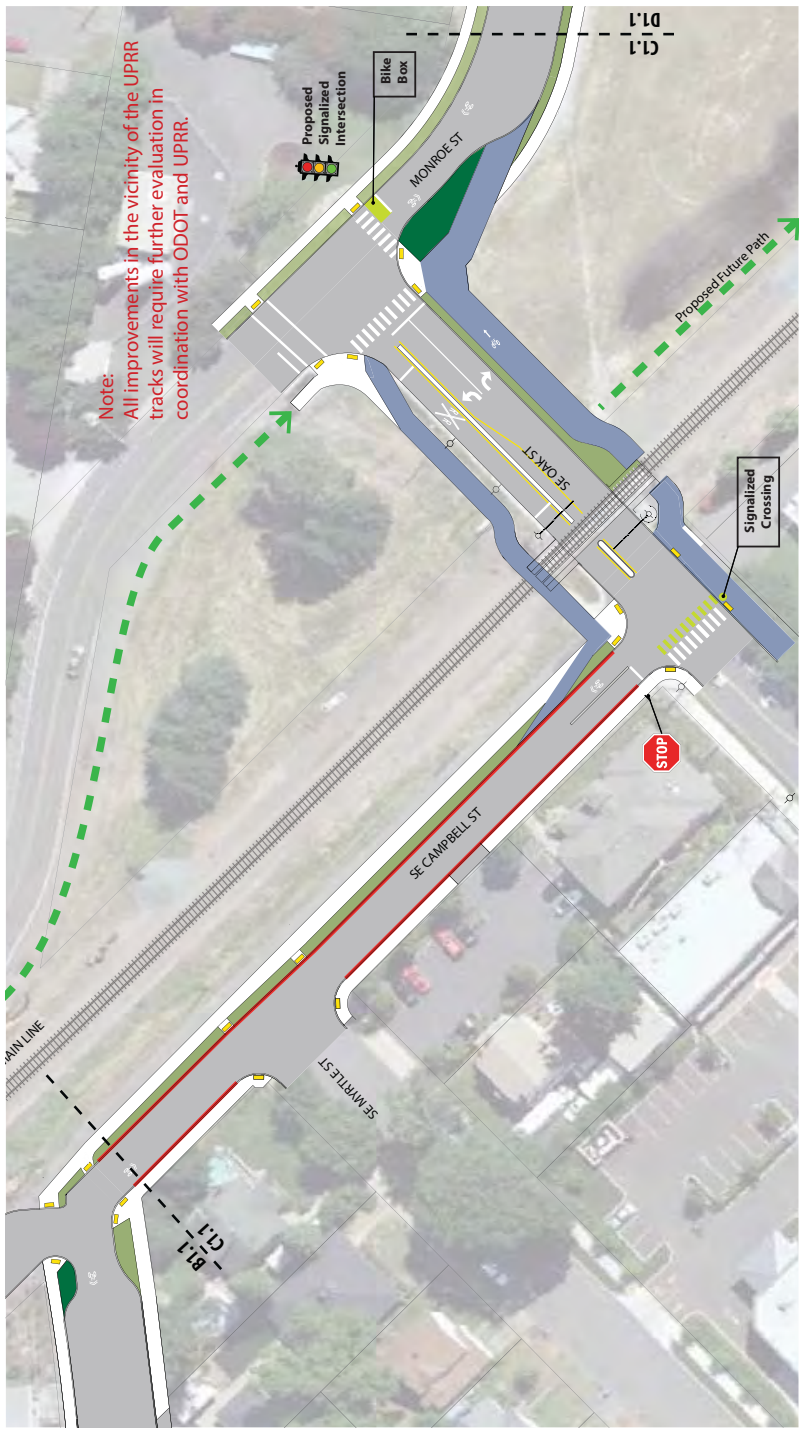 Note:
All improvements in the vicinity of the UPRR
tracks will require further evaluation in
coordination with ODOT and UPRR.
Proposed
Signalized
Intersection
Bike
Box
D1.1
C1.1
MONROE ST
Proposed Future Path
SE OAK ST
Signalized
Crossing
STOP
SE CAMPBELL ST
SE MYRTLE ST
AIN LINE
B1.1
C1.1